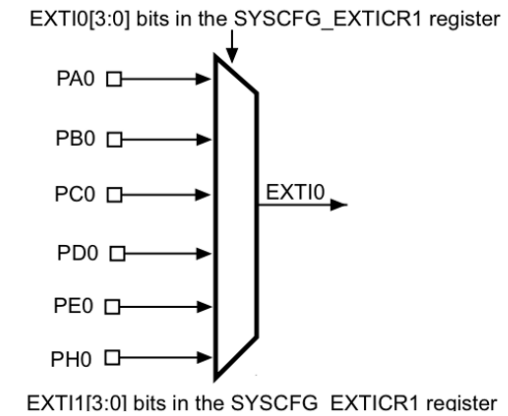 EXTI0[3:0] bits in the SYSCFG_EXTICR1 register
PA0
PB0
PC0
EXTI0
PD0
PE0
PH0
EXTI1[3:0] bits in the SYSCFG_EXTICR1 register